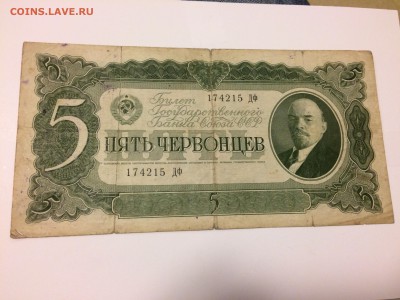 COINS.LAVE.RU
174215 ДФ
Билет
Государственного
Банка Союза ССР
5
ПЯТЬ ЧЕРВОНЦЕВ
174215 ДФ
5